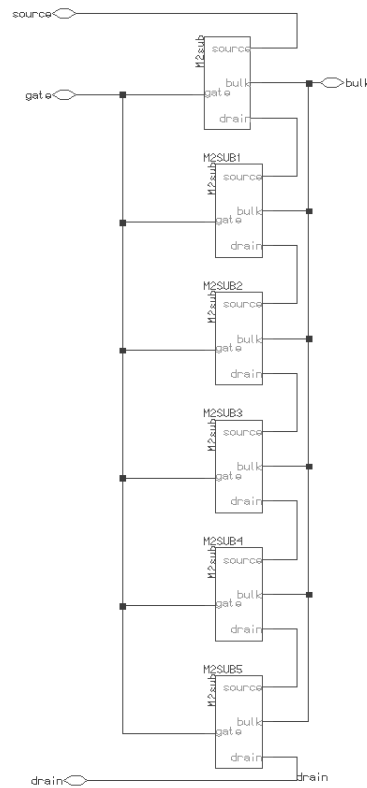 source
M2sub
source
bulk
bulk
gate
gate
drain
M2SUB1
M2sub
source
bulk
gate
drain
M2SUB2
M2sub
source
bulk
gate
drain
M2SUB3
M2sub
source
bulk
gate
drain
M2SUB4
M2sub
source
bulk
gate
drain
M2SUB5
M2sub
source
bulk
gate
drain
drain
drain